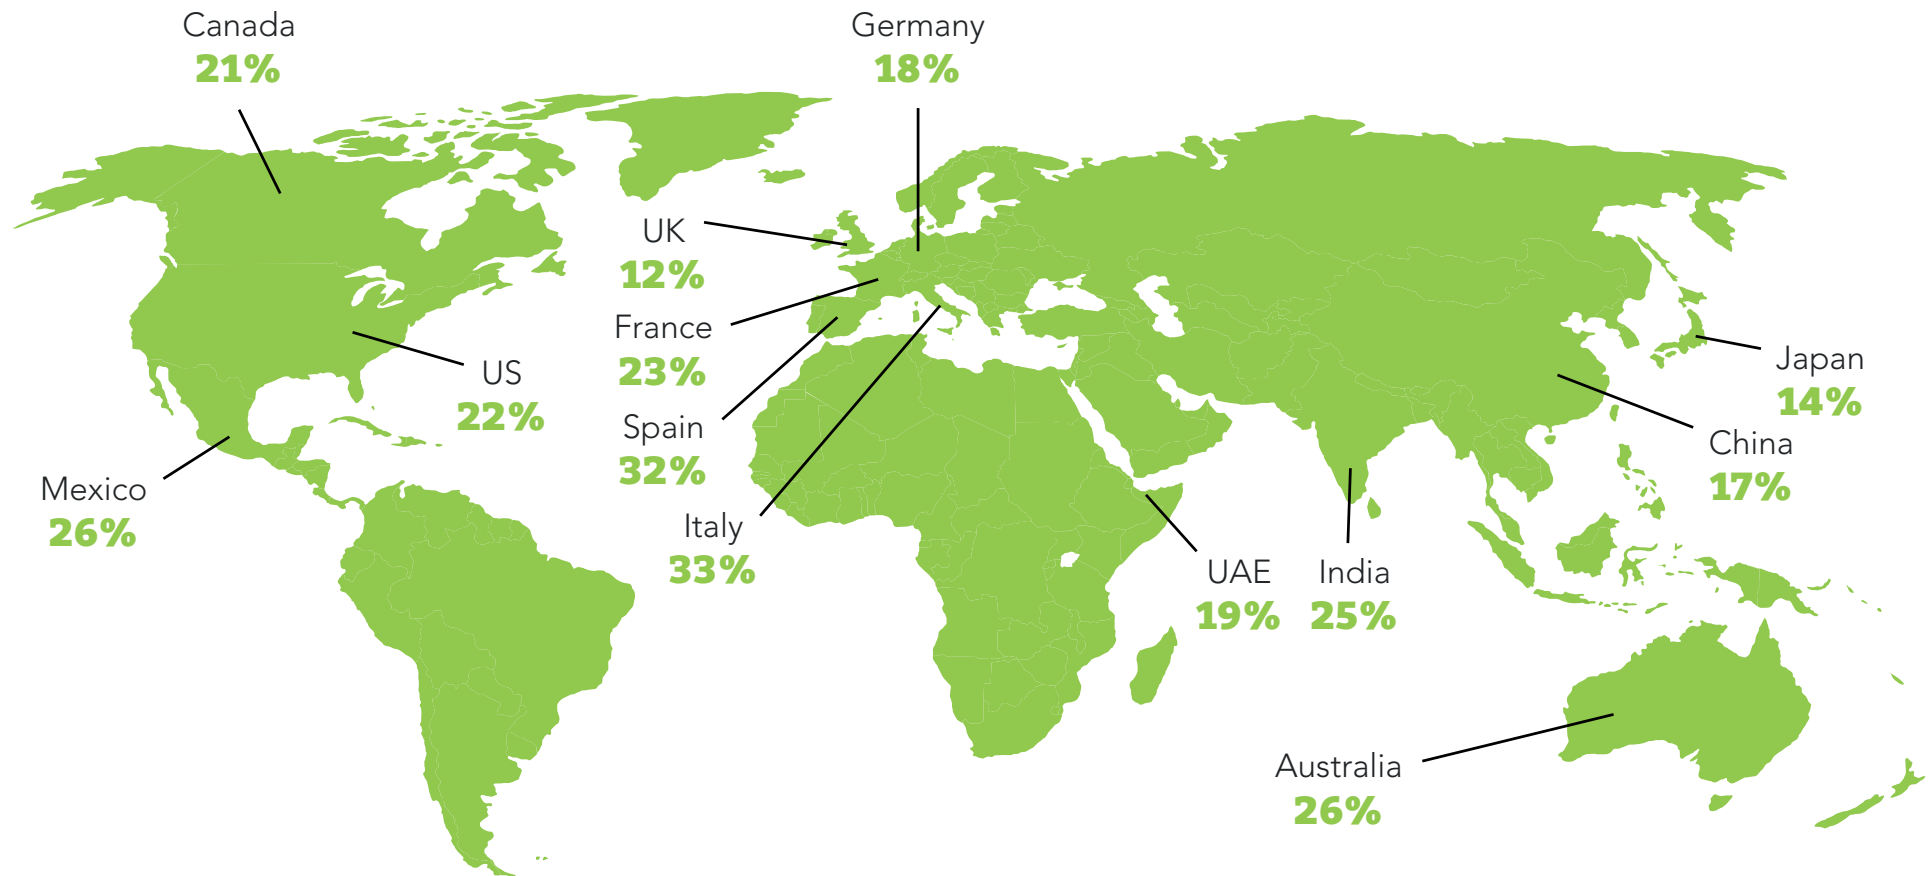 Canada
21%
Germany
18%
UK
12%
France
23%
US
22%
Spain
32%
Mexico
26%
Italy
33%
Japan
14%
China
17%
UAE
19%
India
25%
Australia
26%